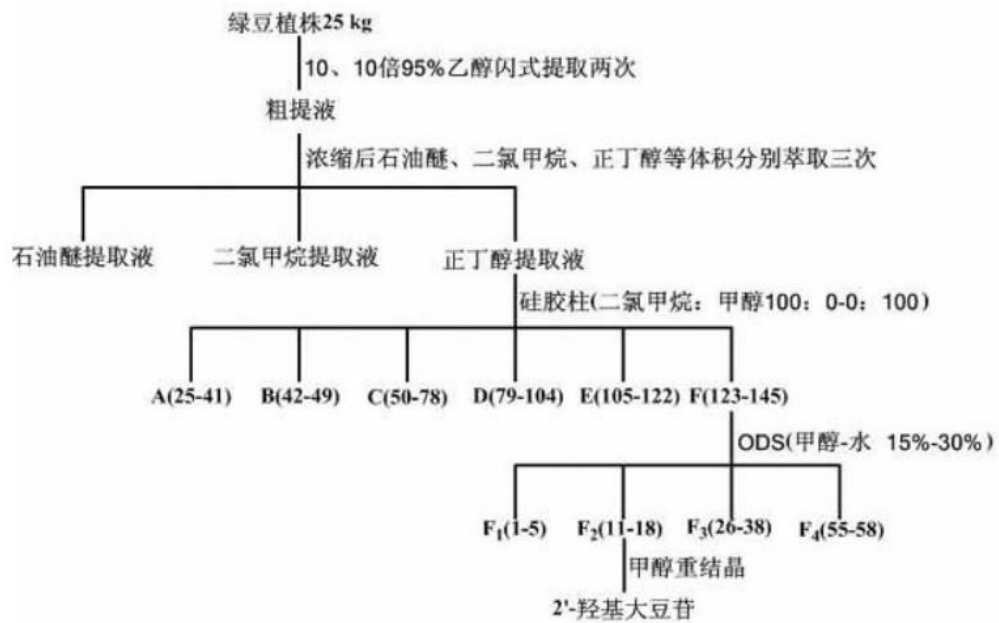 绿豆植株25 kg
10、10倍95%乙醇闪式提取两次
粗提液
浓缩后石油醚、二氯甲烷、正丁醇等体积分别萃取三次
石油醚提取液 二氯甲烷提取液 正丁醇提取液
硅胶柱(二氯甲烷：甲醇100：0-0：100)
A(25-41) B(42-49) C(50-78) D(79-104) E(105-122) F(123-145)
ODS(甲醇-水 15%-30%)
F₁(1-5) F₂(11-18) F₃(26-38) F₄(55-58)
甲醇重结晶
2'-羟基大豆苷